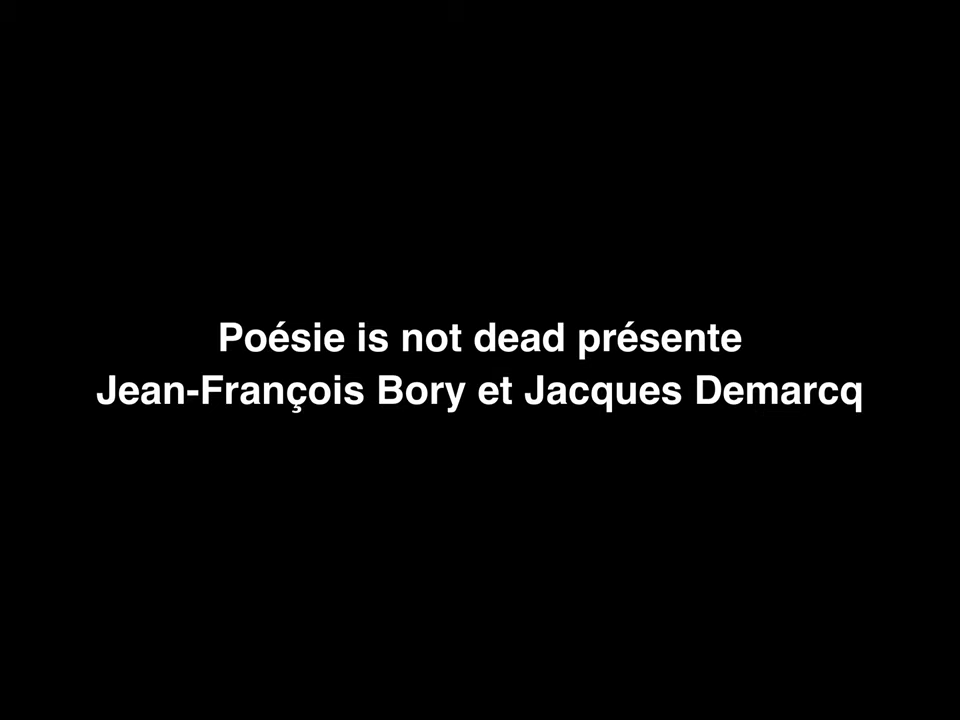 Poésie is not dead présente
Jean-François Bory et Jacques Demarcq